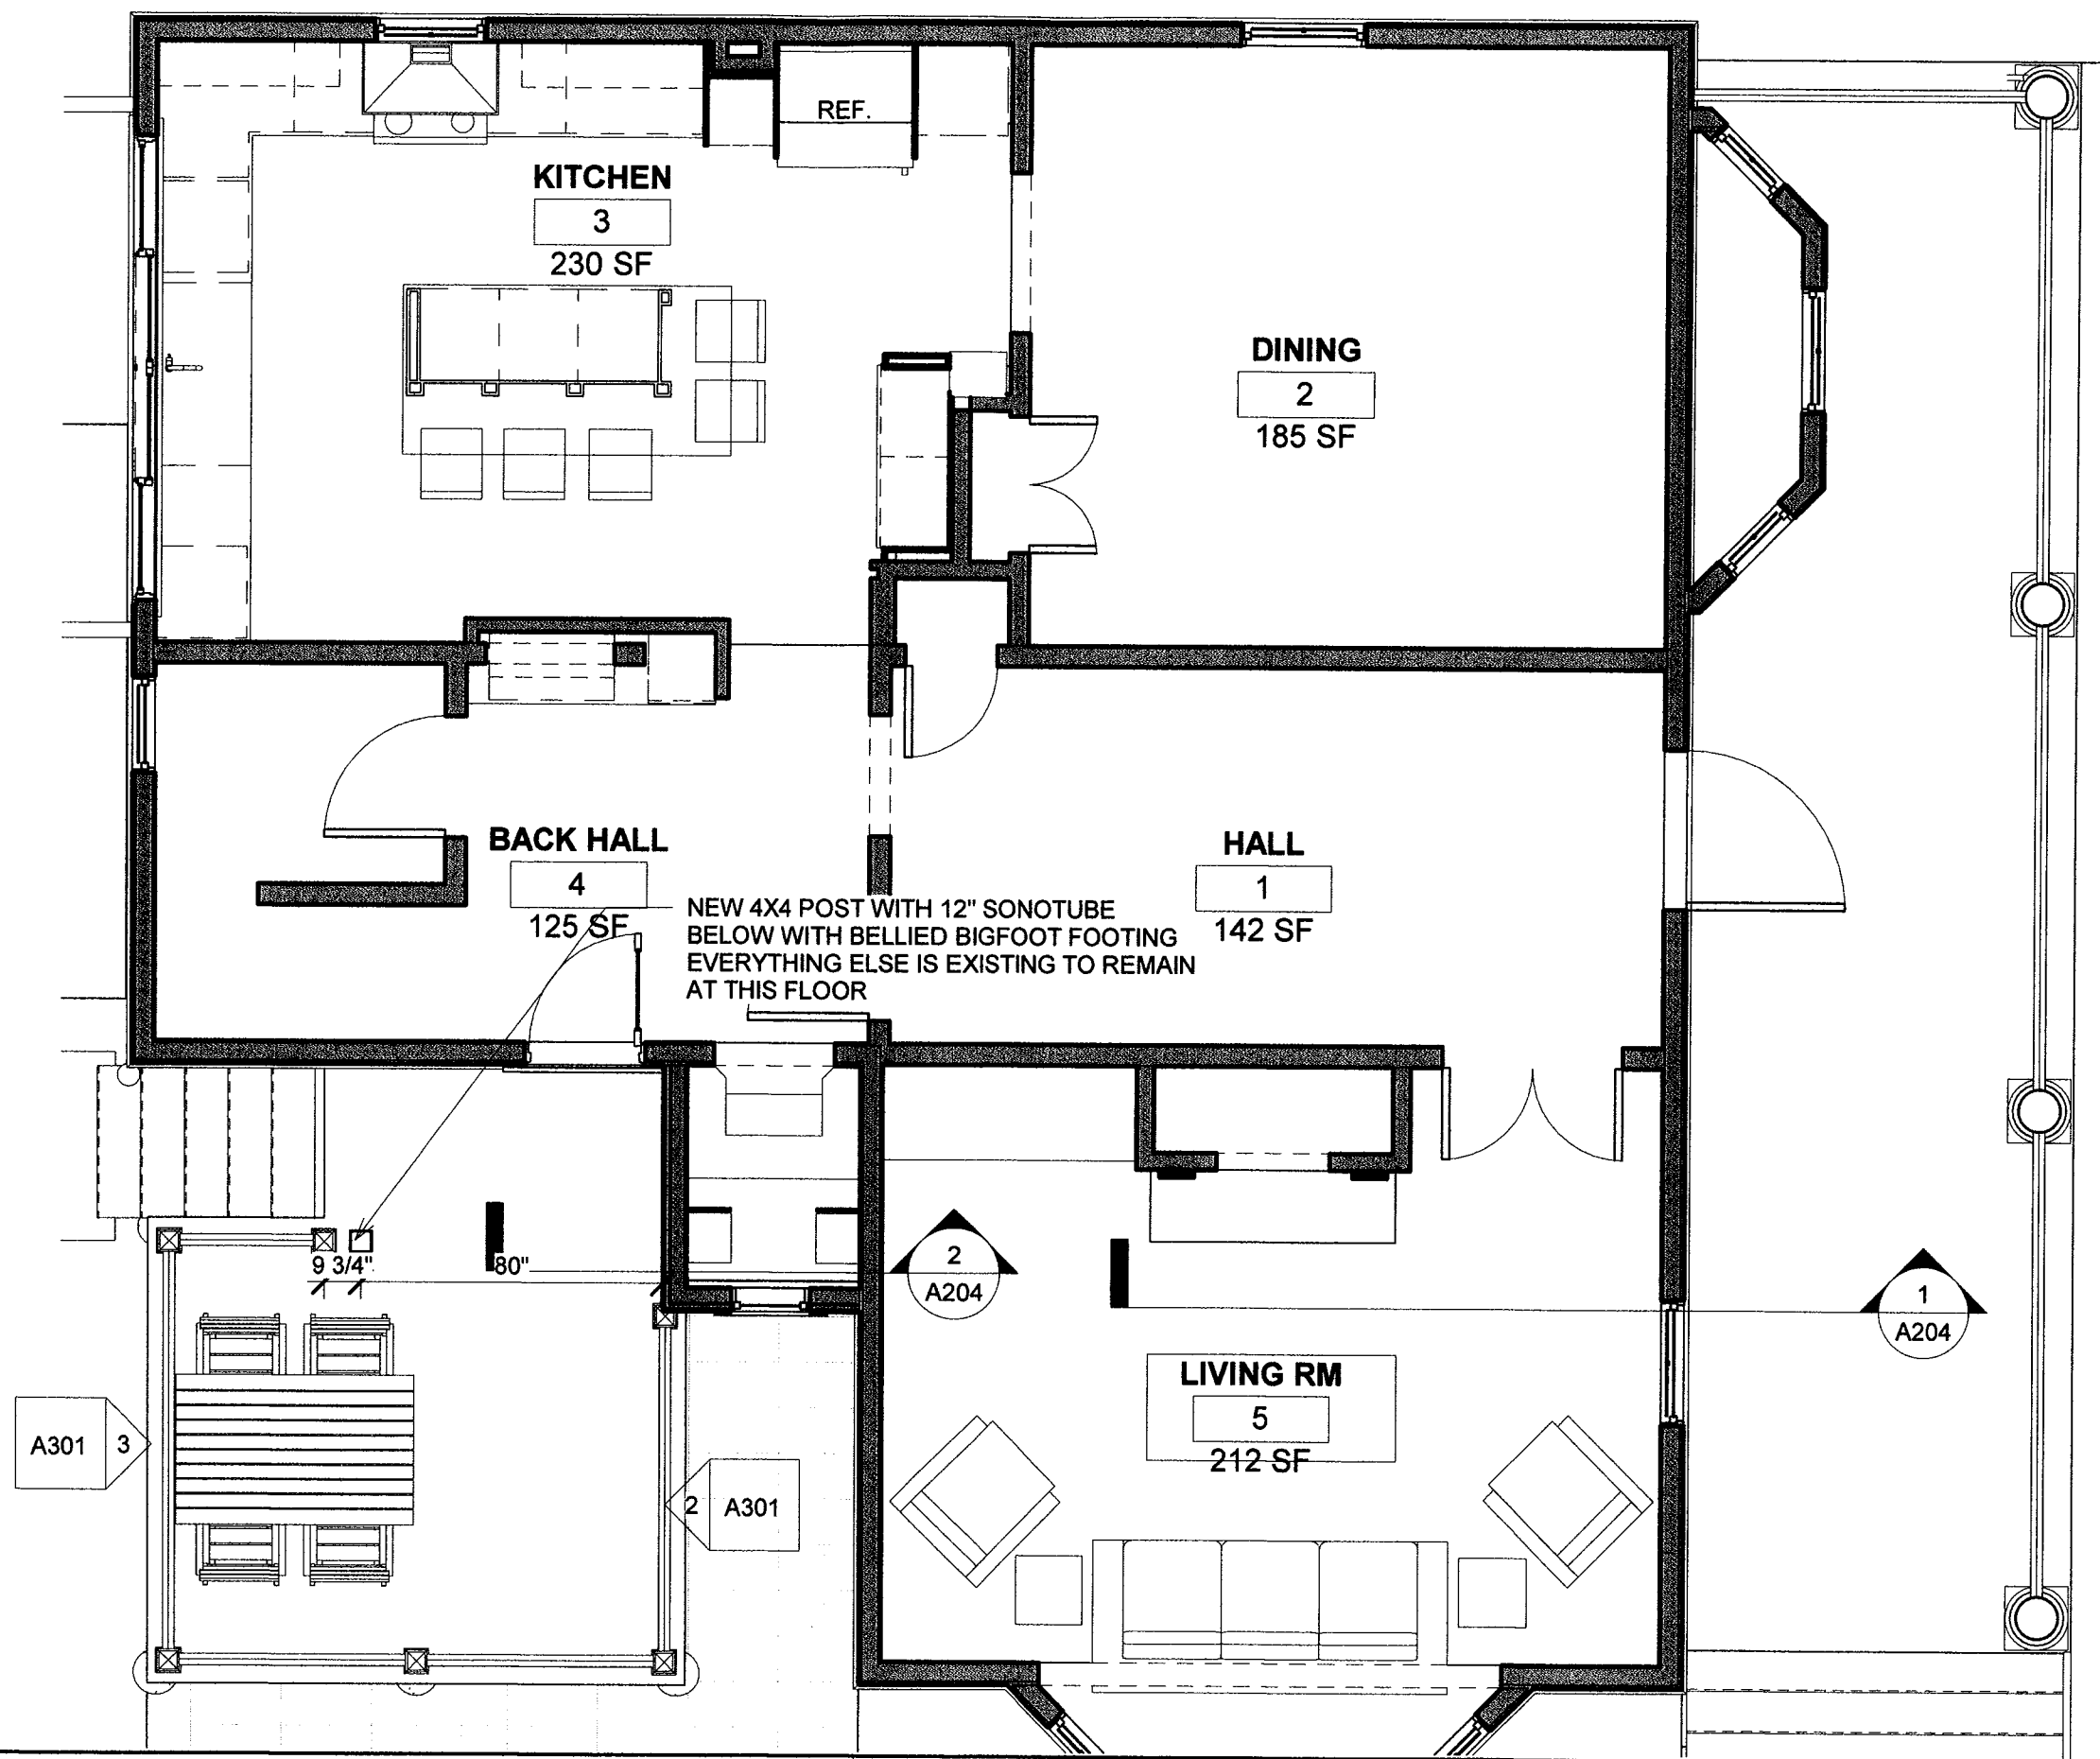 REF.
KITCHEN
3
230 SF
DINING
2
185 SF
BACK HALL
4
125 SF
HALL
1
142 SF
NEW 4X4 POST WITH 12" SONOTUBE
BELOW WITH BELLIED BIGFOOT FOOTING
EVERYTHING ELSE IS EXISTING TO REMAIN
AT THIS FLOOR
9 3/4"
80"
2
A204
1
A204
LIVING RM
5
212 SF
A301 3
2 A301